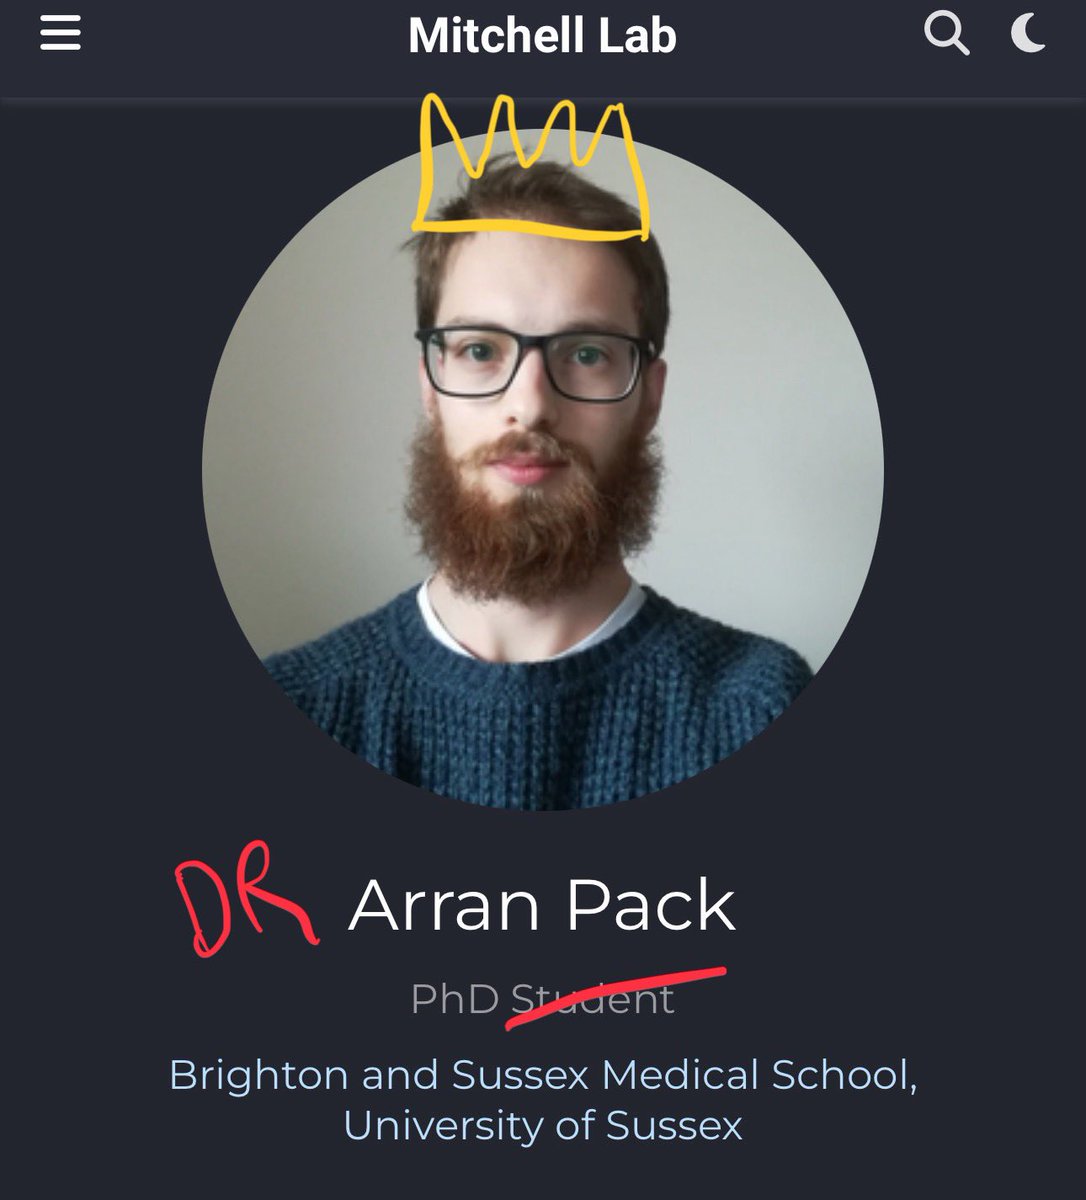 Mitchell Lab
DR Arran Pack
PhD Student
Brighton and Sussex Medical School,
University of Sussex